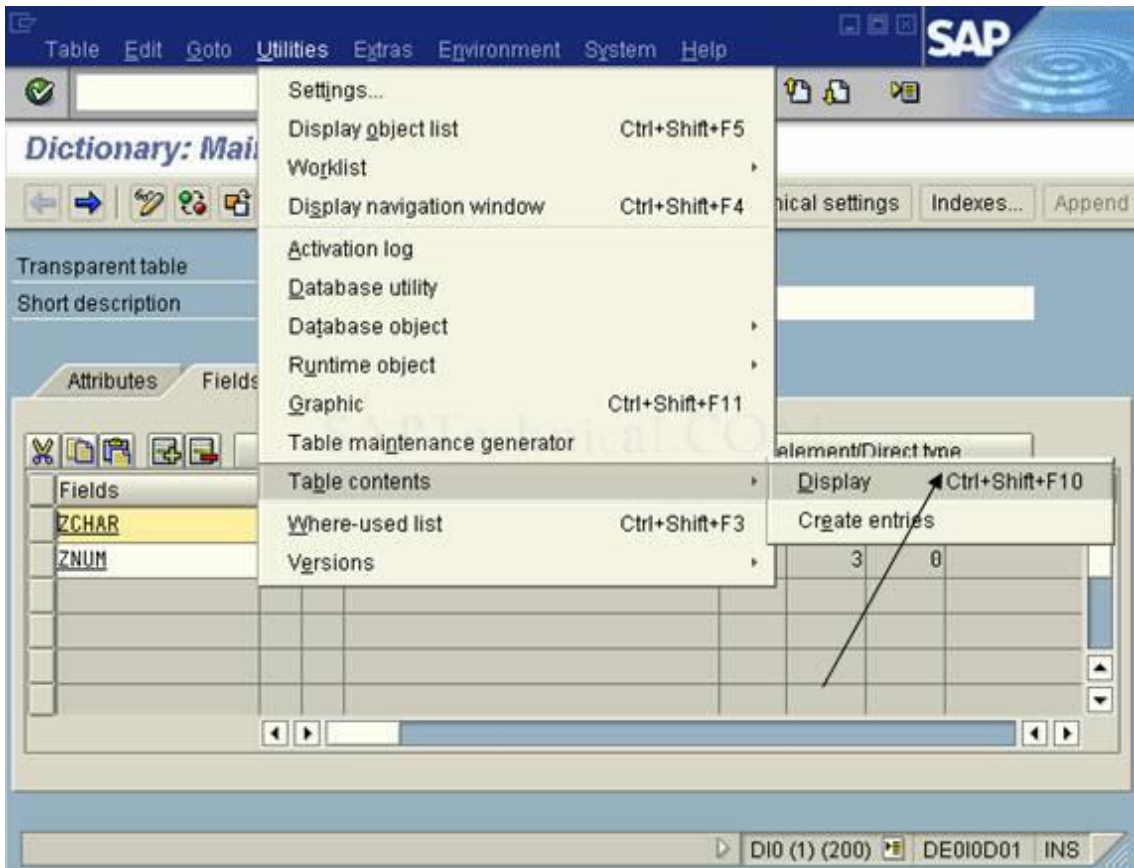 Table Edit Goto Utilities Extras Environment System Help
SAP
Settings...
Display object list Ctrl+Shift+F5
Worklist
Display navigation window Ctrl+Shift+F4
Activation log
Database utility
Database object
Runtime object
Graphic Ctrl+Shift+F11
Table maintenance generator
Table contents
Where-used list Ctrl+Shift+F3
Versions
Display Ctrl+Shift+F10
Create entries
Dictionary:
settings Indexes... Append
Transparent table
Short description
Attributes Fields
SAPTechnical.COM
element/Direct type
Fields
ZCHAR
ZNUM 3 0
DI0 (1) (200) DE0I0D01 INS